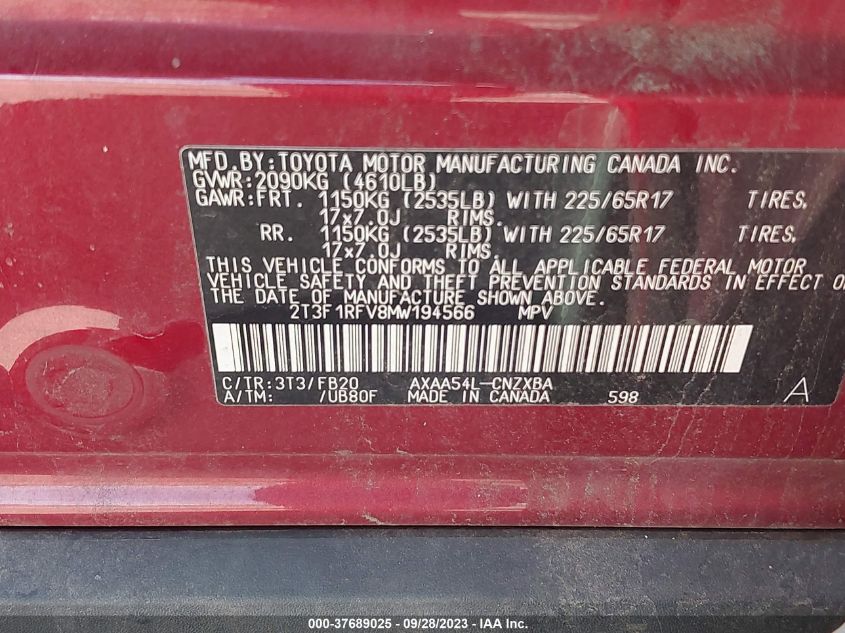 MFD. BY: TOYOTA MOTOR MANUFACTURING CANADA INC.
GVWR: 2090KG (4610LB)
GAWR: FRT. 1150KG (2535LB) WITH 225/65R17 TIRES,
17x7.0J RIMS.
RR. 1150KG (2535LB) WITH 225/65R17 TIRES,
17x7.0J RIMS.
THIS VEHICLE CONFORMS TO ALL APPLICABLE FEDERAL MOTOR
VEHICLE SAFETY AND THEFT PREVENTION STANDARDS IN EFFECT O
THE DATE OF MANUFACTURE SHOWN ABOVE.
2T3F1RFV8MW194566 MPV
C/TR: 3T3/FB20 AXAA54L-CNZXBA
A/TM: /UB80F MADE IN CANADA 598 A
000-37689025 - 09/28/2023 - IAA Inc.